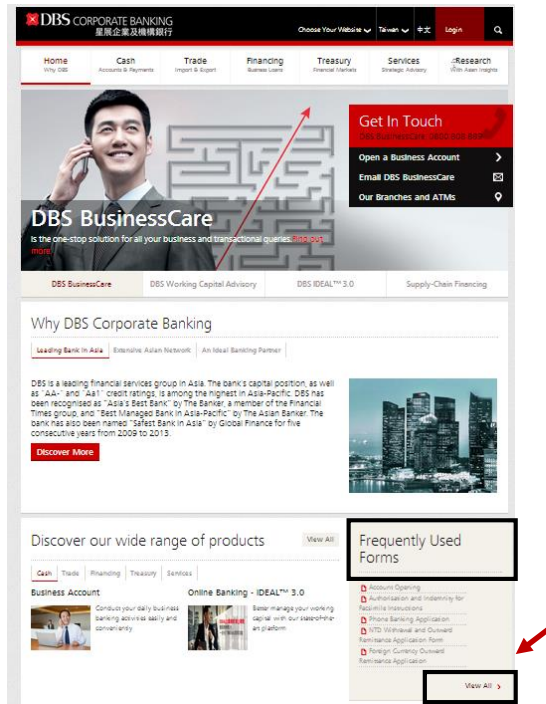 DBS CORPORATE BANKING
星展企業及機構銀行
Choose Your Website
Taiwan
中文
Login
Home
Why DBS
Cash
Accounts & Payments
Trade
Import & Export
Financing
Business Loans
Treasury
Financial Markets
Services
Strategic Advisory
Research
With Asian Insights
Get In Touch
Open a Business Account
Email DBS BusinessCare
Our Branches and ATMs
DBS BusinessCare
is the one-stop solution for all your business and transactional queries. Find out
more
DBS BusinessCare
DBS Working Capital Advisory
DBS IDEAL™ 3.0
Supply-Chain Financing
Why DBS Corporate Banking
Leading Bank in Asia
Extensive Asian Network
An Ideal Banking Partner
DBS is a leading financial services group in Asia. The bank's capital position, as well
as "AA-" and "Aa1" credit ratings, is among the highest in Asia-Pacific. DBS has
been recognised as "Asia's Best Bank" by The Banker, a member of the Financial
Times group, and "Best Managed Bank in Asia-Pacific" by The Asian Banker. The
bank has also been named "Safest Bank in Asia" by Global Finance for five
consecutive years from 2009 to 2013.
Discover More
Discover our wide range of products
View All
Cash
Trade
Financing
Treasury
Services
Business Account
Conduct your daily business
banking activities easily and
conveniently
Online Banking - IDEAL™ 3.0
Better manage your working
capital with our state-of-the-
an platform
Frequently Used
Forms
Account Opening
Authorisation and Indemnity for
Facsimile Instructions
Phone Banking Application
NTD Withdrawal and Outward
Remittance Application Form
Foreign Currency Outward
Remittance Application
View All